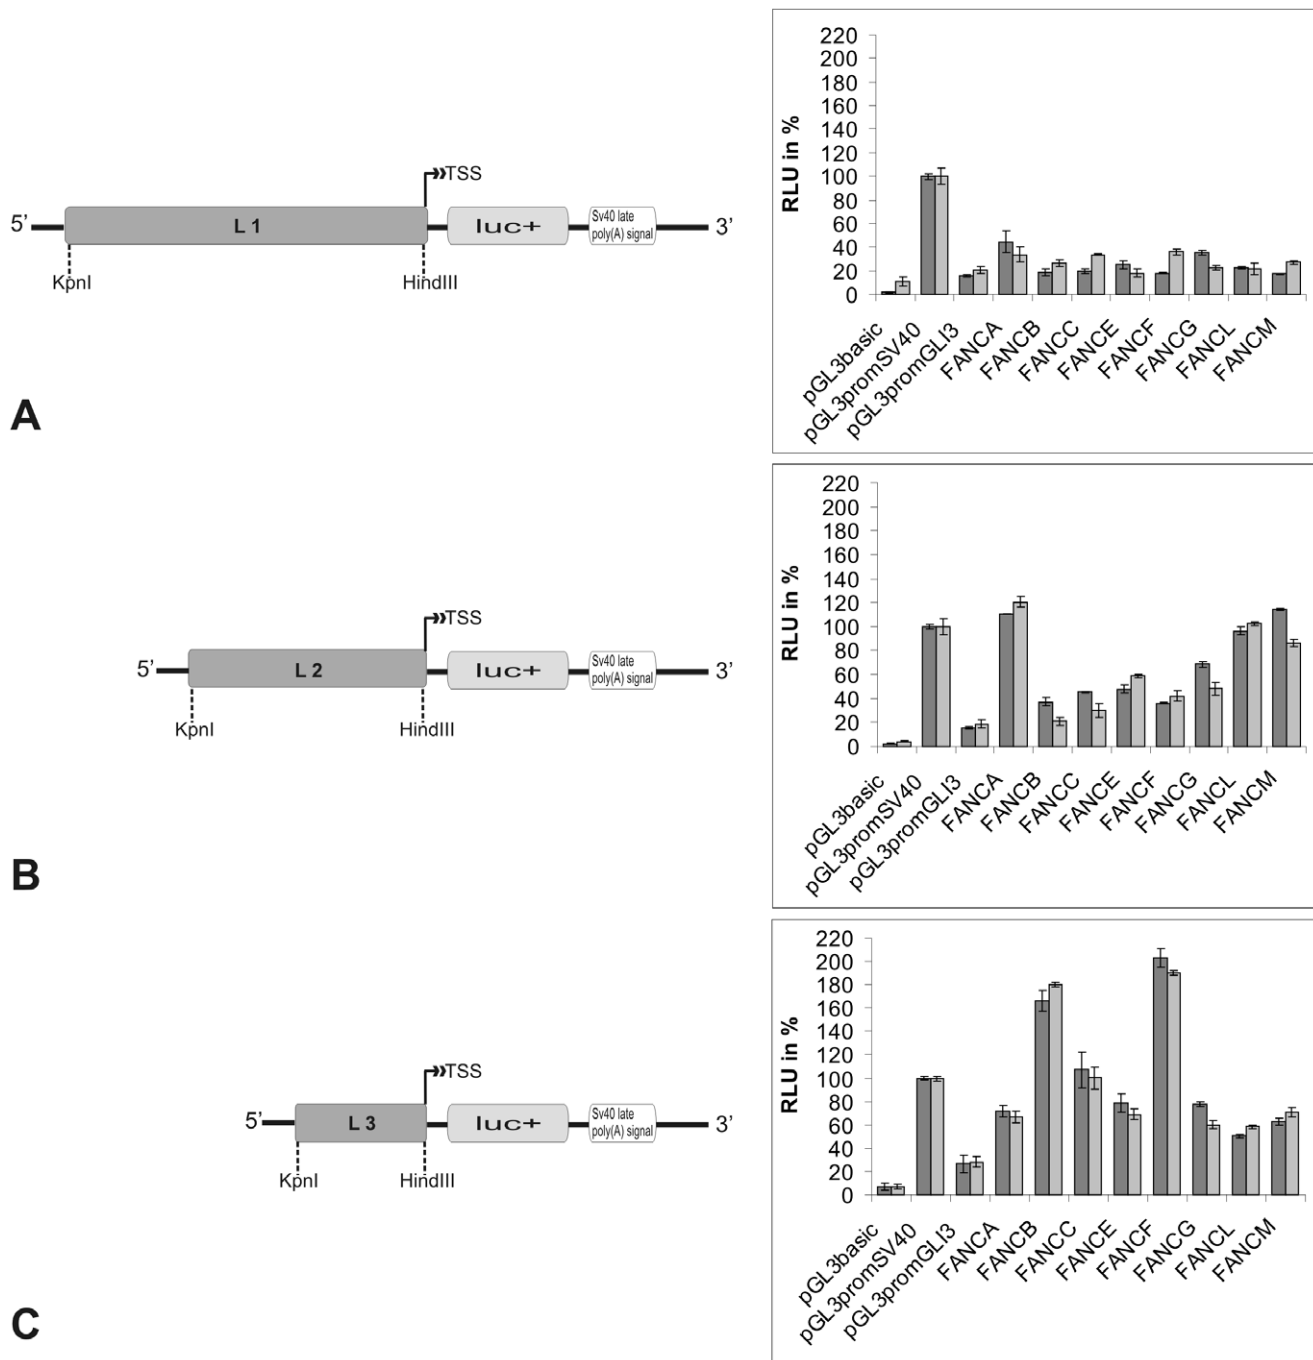 220
200
180
160
140
120
100
80
60
40
20
0
RLU in %
pGL3basic
pGL3promSV40
pGL3promGLI3
FANCA
FANCB
FANCC
FANCE
FANCF
FANCG
FANCL
FANCM
TSS
5’
L 1
luc+
Sv40 late
poly(A) signal
3’
KpnI
HindIII
A
220
200
180
160
140
120
100
80
60
40
20
0
RLU in %
pGL3basic
pGL3promSV40
pGL3promGLI3
FANCA
FANCB
FANCC
FANCE
FANCF
FANCG
FANCL
FANCM
TSS
5’
L 2
luc+
Sv40 late
poly(A) signal
3’
KpnI
HindIII
B
220
200
180
160
140
120
100
80
60
40
20
0
RLU in %
pGL3basic
pGL3promSV40
pGL3promGLI3
FANCA
FANCB
FANCC
FANCE
FANCF
FANCG
FANCL
FANCM
TSS
5’
L 3
luc+
Sv40 late
poly(A) signal
3’
KpnI
HindIII
C